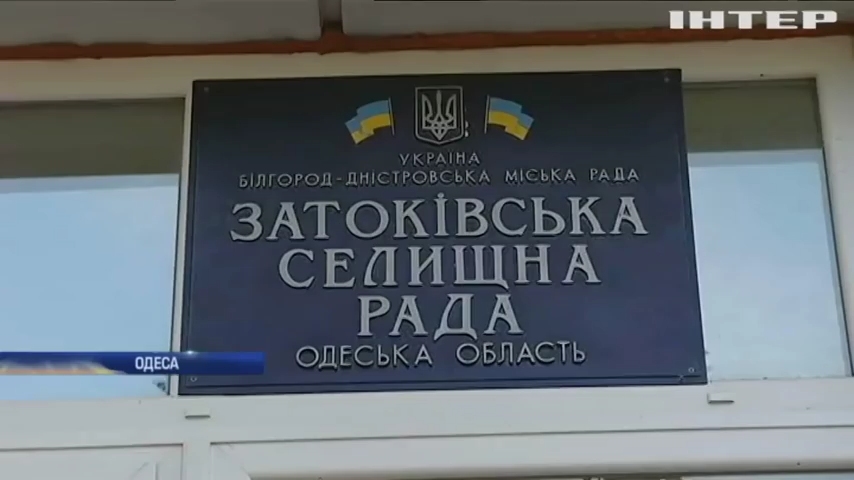 ІНТЕР
УКРАЇНА
БІЛГОРОД-ДНІСТРОВСЬКА МІСЬКА РАДА
ЗАТОКІВСЬКА
СЕЛИЩНА
РАДА
ОДЕСЬКА ОБЛАСТЬ
ОДЕСА